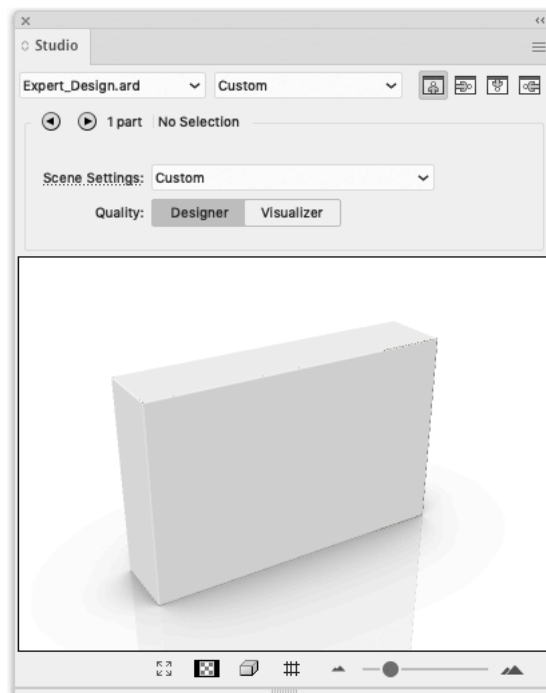 Studio
Expert_Design.ard Custom
1 part No Selection
Scene Settings: Custom
Quality: Designer Visualizer